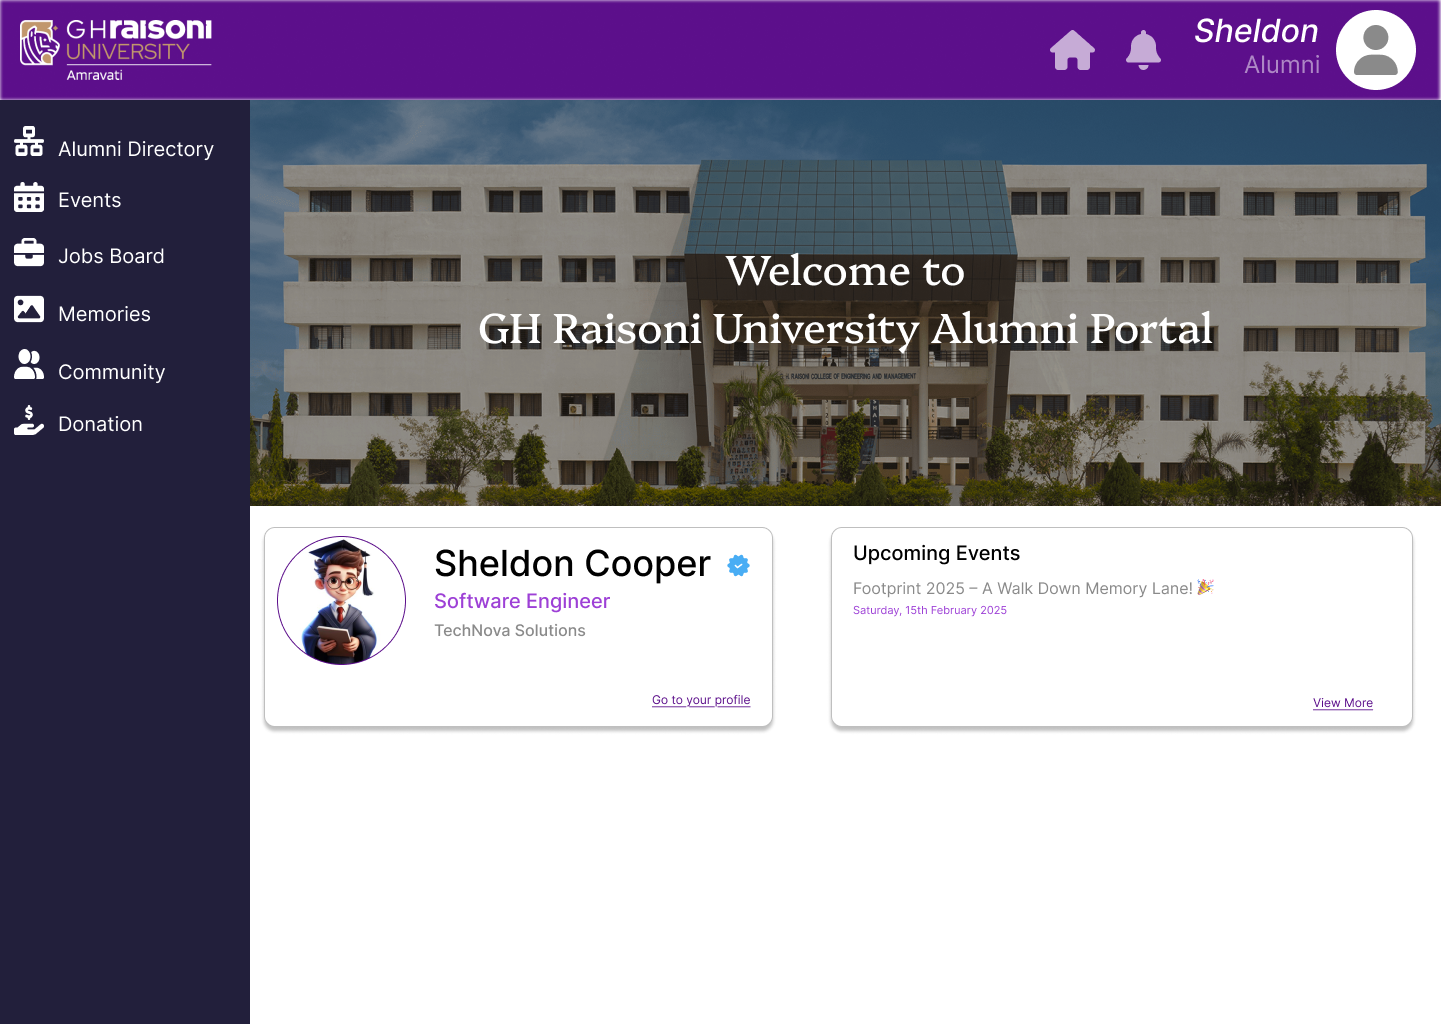 GHraisoni
UNIVERSITY
Amravati
Sheldon
Alumni
Alumni Directory
Events
Jobs Board
Memories
Community
Donation
Welcome to
GH Raisoni University Alumni Portal
G. H. RAISONI COLLEGE OF ENGINEERING AND MANAGEMENT
Sheldon Cooper
Software Engineer
TechNova Solutions
Go to your profile
Upcoming Events
Footprint 2025 – A Walk Down Memory Lane! 🎉
Saturday, 15th February 2025
View More